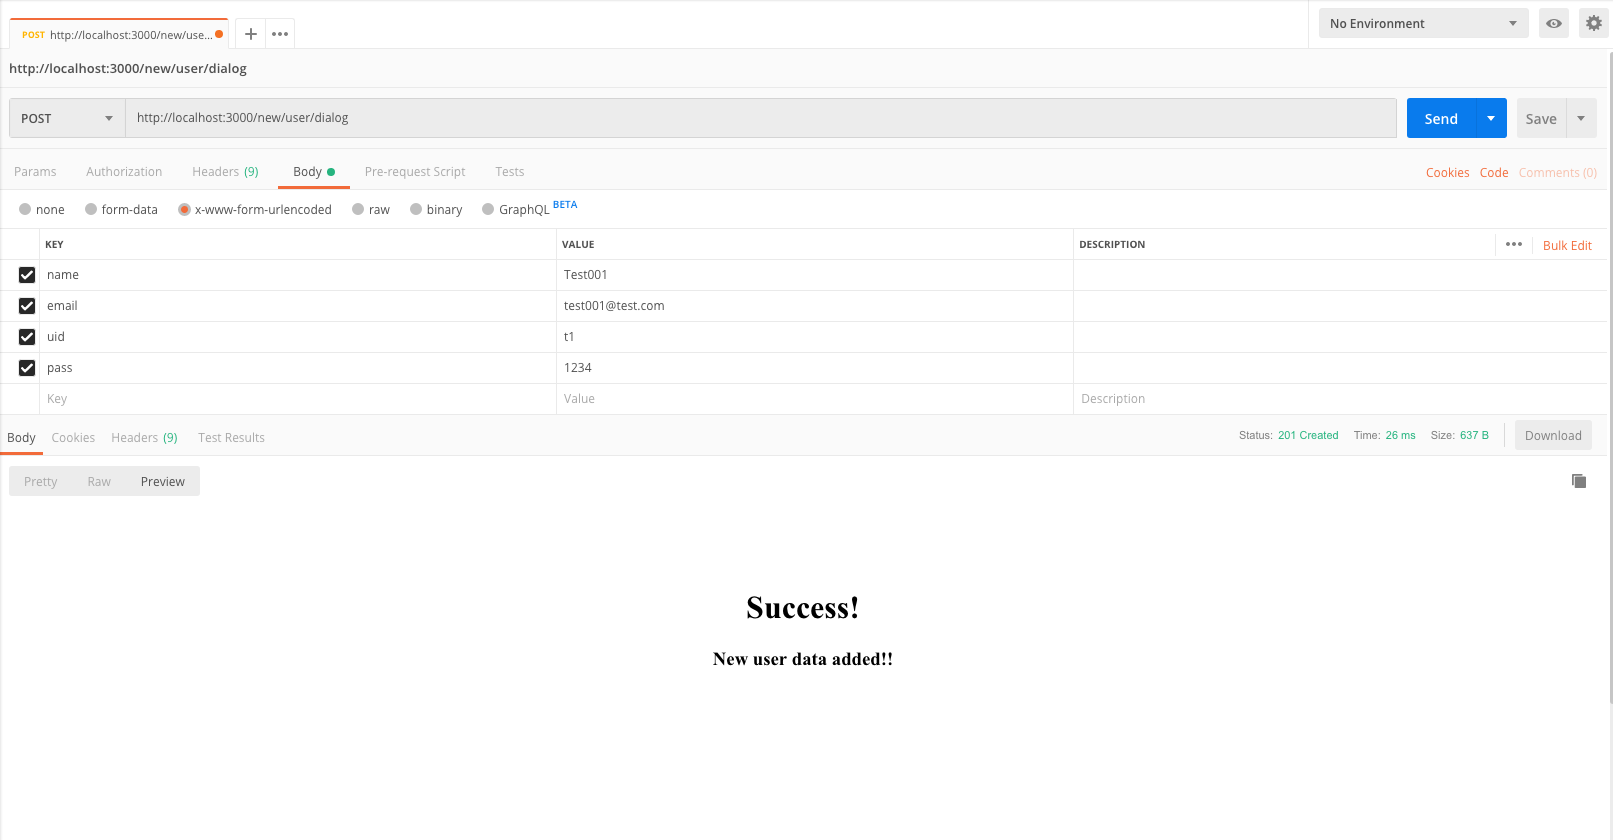 POST http://localhost:3000/new/use...
No Environment
http://localhost:3000/new/user/dialog
POST http://localhost:3000/new/user/dialog Send Save
Params Authorization Headers (9) Body Pre-request Script Tests Cookies Code Comments (0)
none form-data x-www-form-urlencoded raw binary GraphQL BETA
KEY VALUE DESCRIPTION Bulk Edit
name Test001
email test001@test.com
uid t1
pass 1234
Key Value Description
Body Cookies Headers (9) Test Results Status: 201 Created Time: 26 ms Size: 637 B Download
Pretty Raw Preview
Success!
New user data added!!